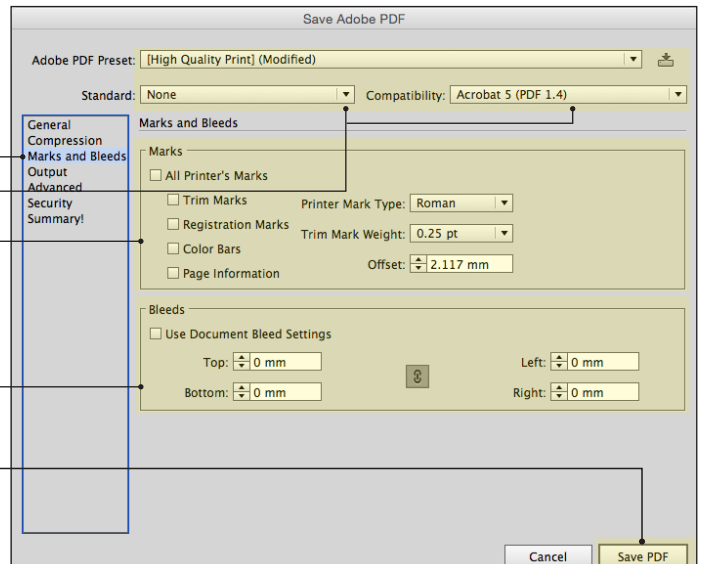 Save Adobe PDF
Adobe PDF Preset: [High Quality Print] (Modified)
Standard: None Compatibility: Acrobat 5 (PDF 1.4)
General
Compression
Marks and Bleeds
Output
Advanced
Security
Summary!
Marks and Bleeds
Marks
All Printer's Marks
Trim Marks Printer Mark Type: Roman
Registration Marks Trim Mark Weight: 0.25 pt
Color Bars Offset: 2.117 mm
Page Information
Bleeds
Use Document Bleed Settings
Top: 0 mm Left: 0 mm
Bottom: 0 mm Right: 0 mm
Cancel Save PDF